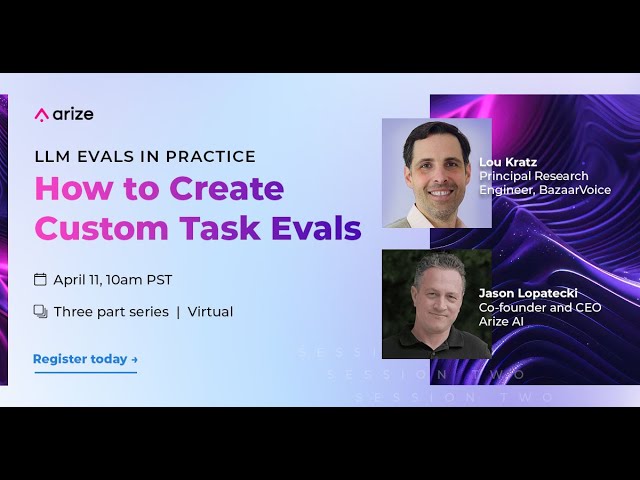 arize
LLM EVALS IN PRACTICE
How to Create
Custom Task Evals
April 11, 10am PST
Three part series | Virtual
Register today →
Lou Kratz
Principal Research
Engineer, BazaarVoice
Jason Lopatecki
Co-founder and CEO
Arize AI
SESSI
SESSION TWO
SESSION TWO